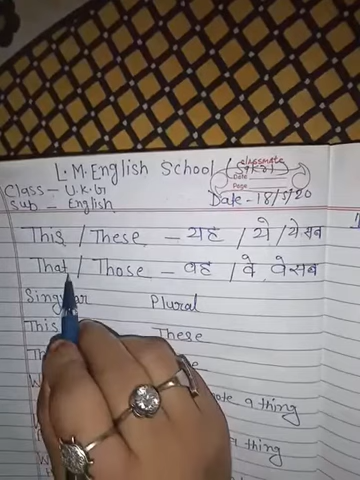 L.M. English School
classmate
Date
Page
Class - U.K.G
Sub - English
Date - 18/5/20
This / These - यह / ये / ये सब
That / Those - वह / वे वे सब
Singular Plural
This These
note a thing
a thing